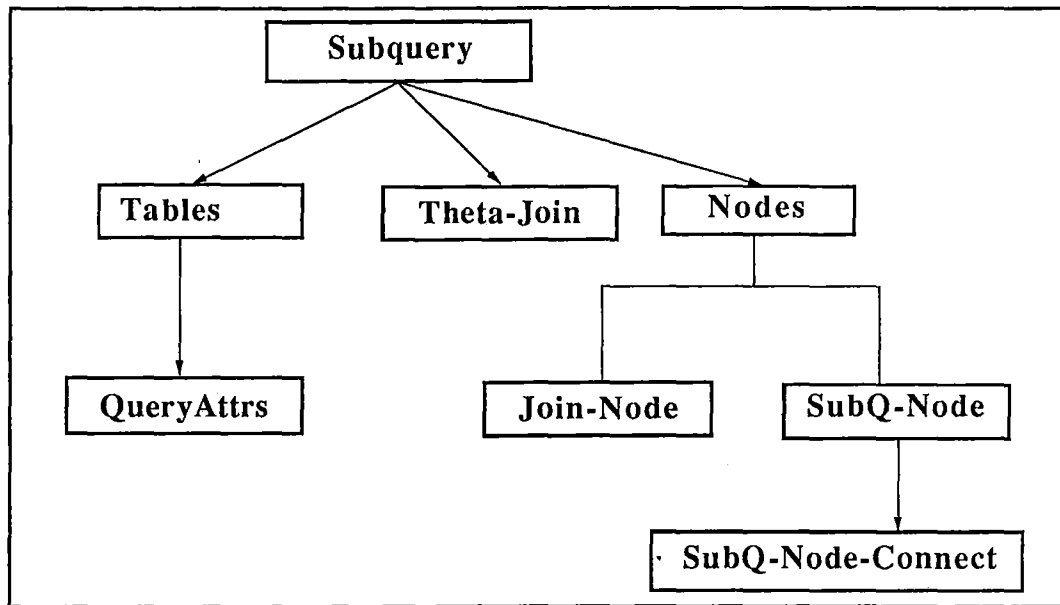 Subquery
Tables
Theta-Join
Nodes
QueryAttrs
Join-Node
SubQ-Node
SubQ-Node-Connect